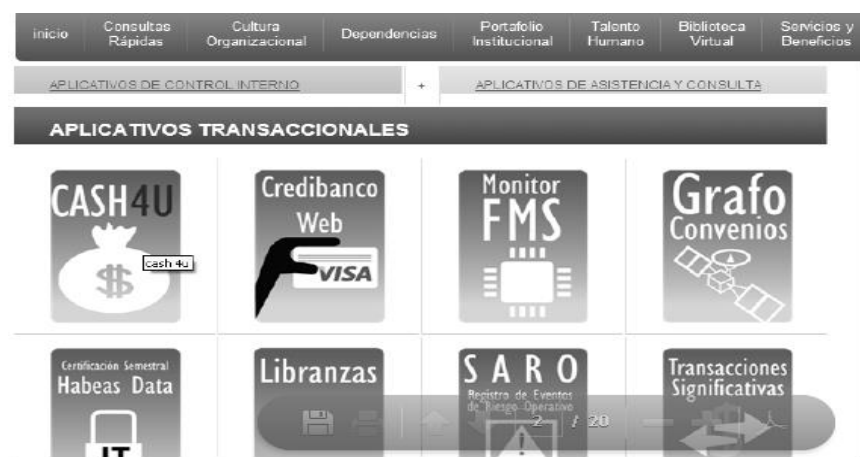 inicio
Consultas
Rápidas
Cultura
Organizacional
Dependencias
Portafolio
Institucional
Talento
Humano
Biblioteca
Virtual
Servicios y
Beneficios
APLICATIVOS DE CONTROL INTERNO
+
APLICATIVOS DE ASISTENCIA Y CONSULTA
APLICATIVOS TRANSACCIONALES
CASH4U
$
cash 4u
Credibanco
Web
VISA
Monitor
FMS
Grafo
Convenios
Certificación Semestral
Habeas Data
IT
Libranzas
SARO
Registro de Eventos
de Riesgo Operativo
!
Transacciones
Significativas
2 / 20